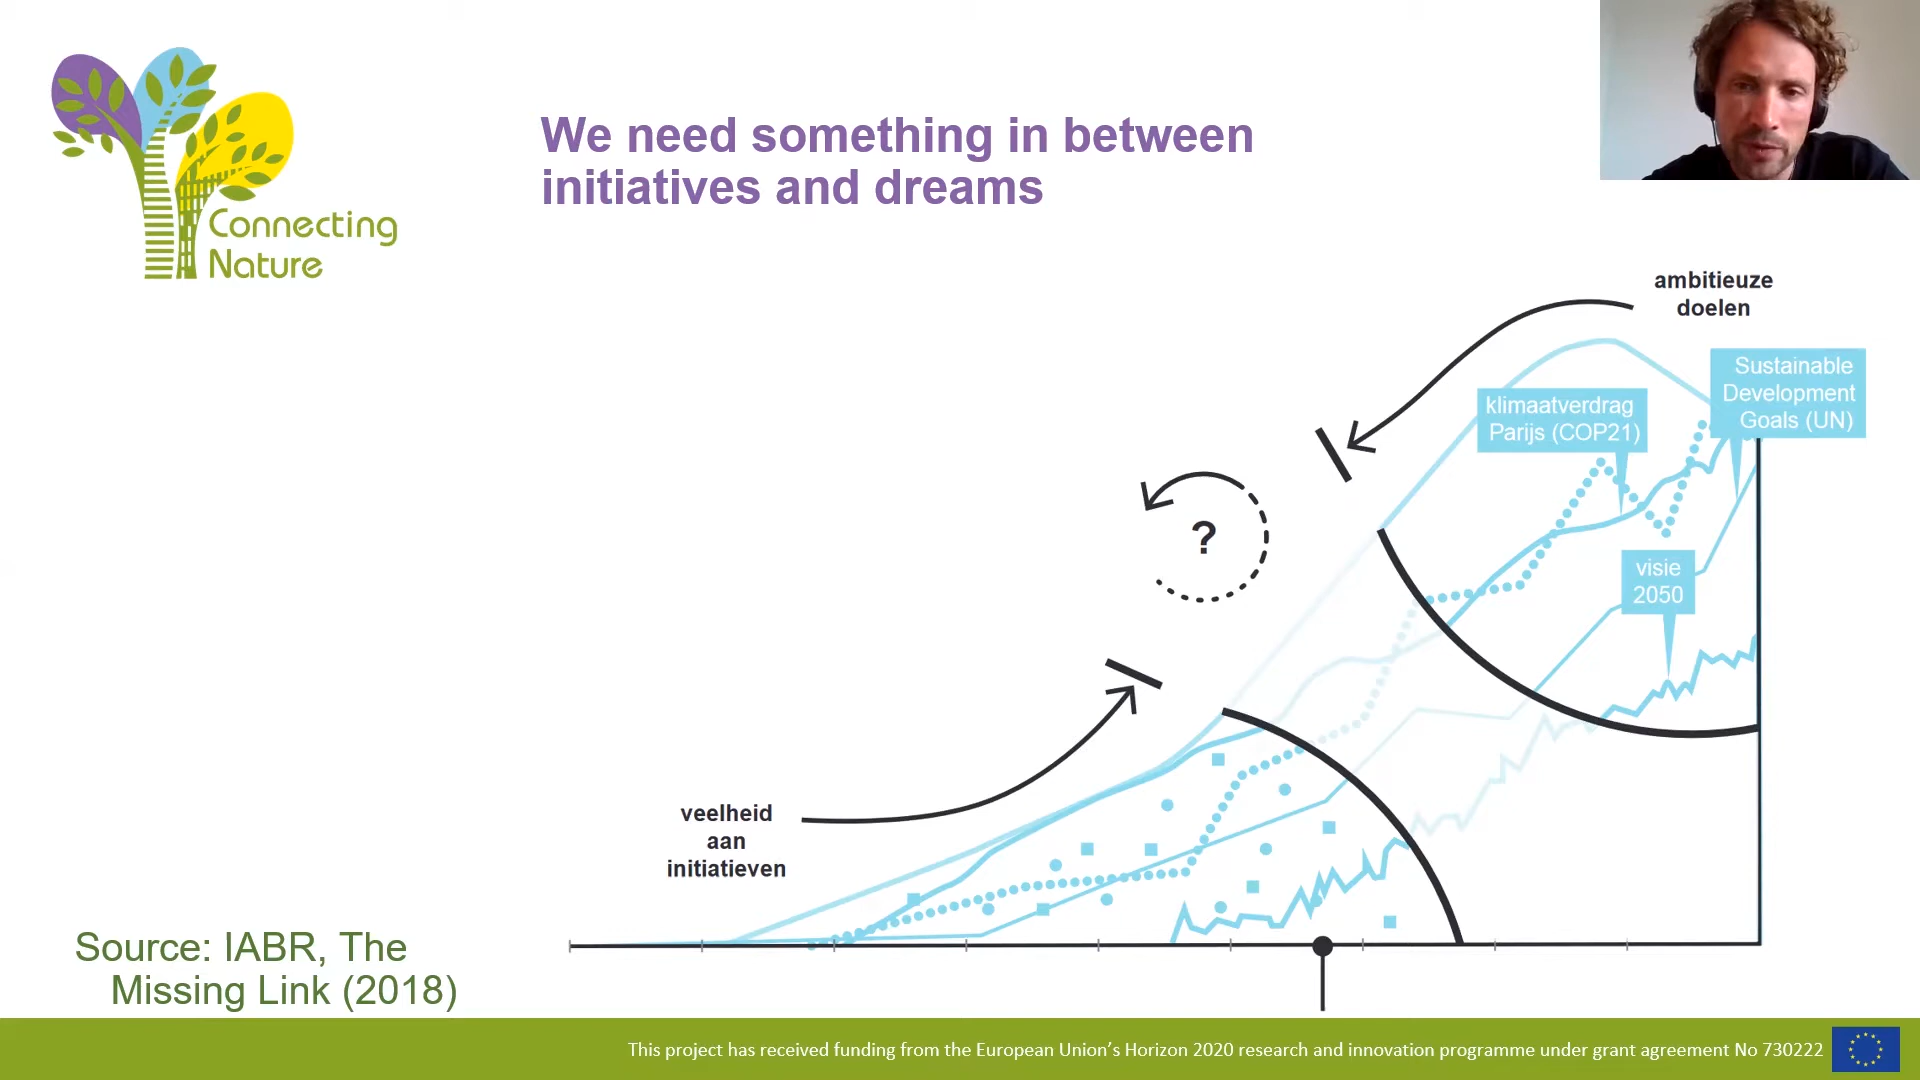 Connecting
Nature
We need something in between
initiatives and dreams
ambitieuze
doelen
Sustainable
Development
Goals (UN)
klimaatverdrag
Parijs (COP21)
?
visie
2050
veelheid
aan
initiatieven
Source: IABR, The
Missing Link (2018)
This project has received funding from the European Union’s Horizon 2020 research and innovation programme under grant agreement No 730222